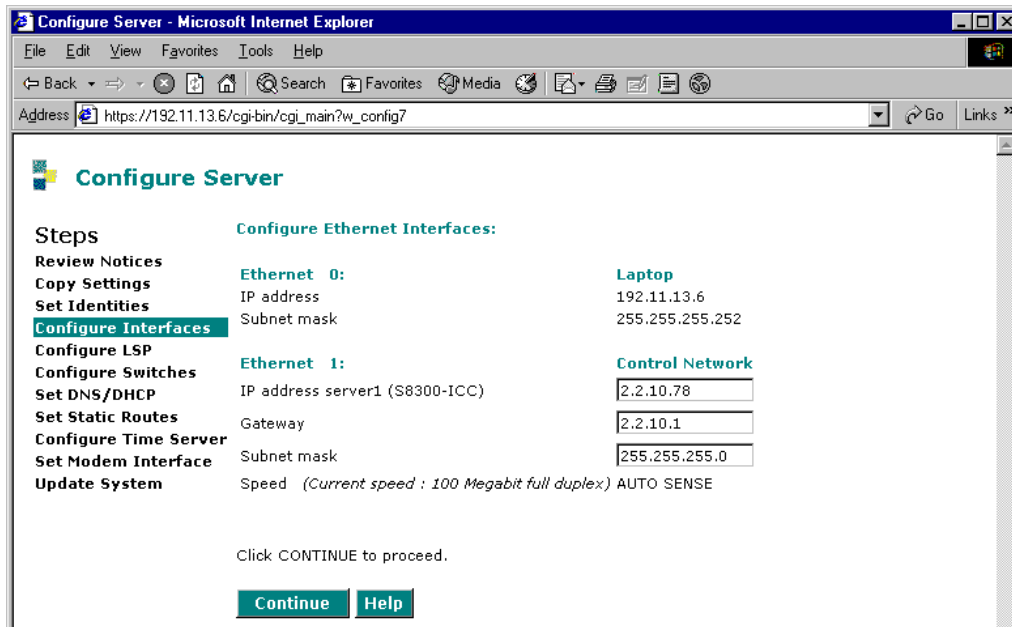 Configure Server - Microsoft Internet Explorer
File Edit View Favorites Tools Help
Back Search Favorites Media
Address https://192.11.13.6/cgi-bin/cgi_main?w_config7 Go Links »
Configure Server
Steps
Review Notices
Copy Settings
Set Identities
Configure Interfaces
Configure LSP
Configure Switches
Set DNS/DHCP
Set Static Routes
Configure Time Server
Set Modem Interface
Update System
Configure Ethernet Interfaces:
Ethernet 0: Laptop
IP address 192.11.13.6
Subnet mask 255.255.255.252
Ethernet 1: Control Network
IP address server1 (S8300-ICC) 2.2.10.78
Gateway 2.2.10.1
Subnet mask 255.255.255.0
Speed (Current speed : 100 Megabit full duplex) AUTO SENSE
Click CONTINUE to proceed.
Continue Help